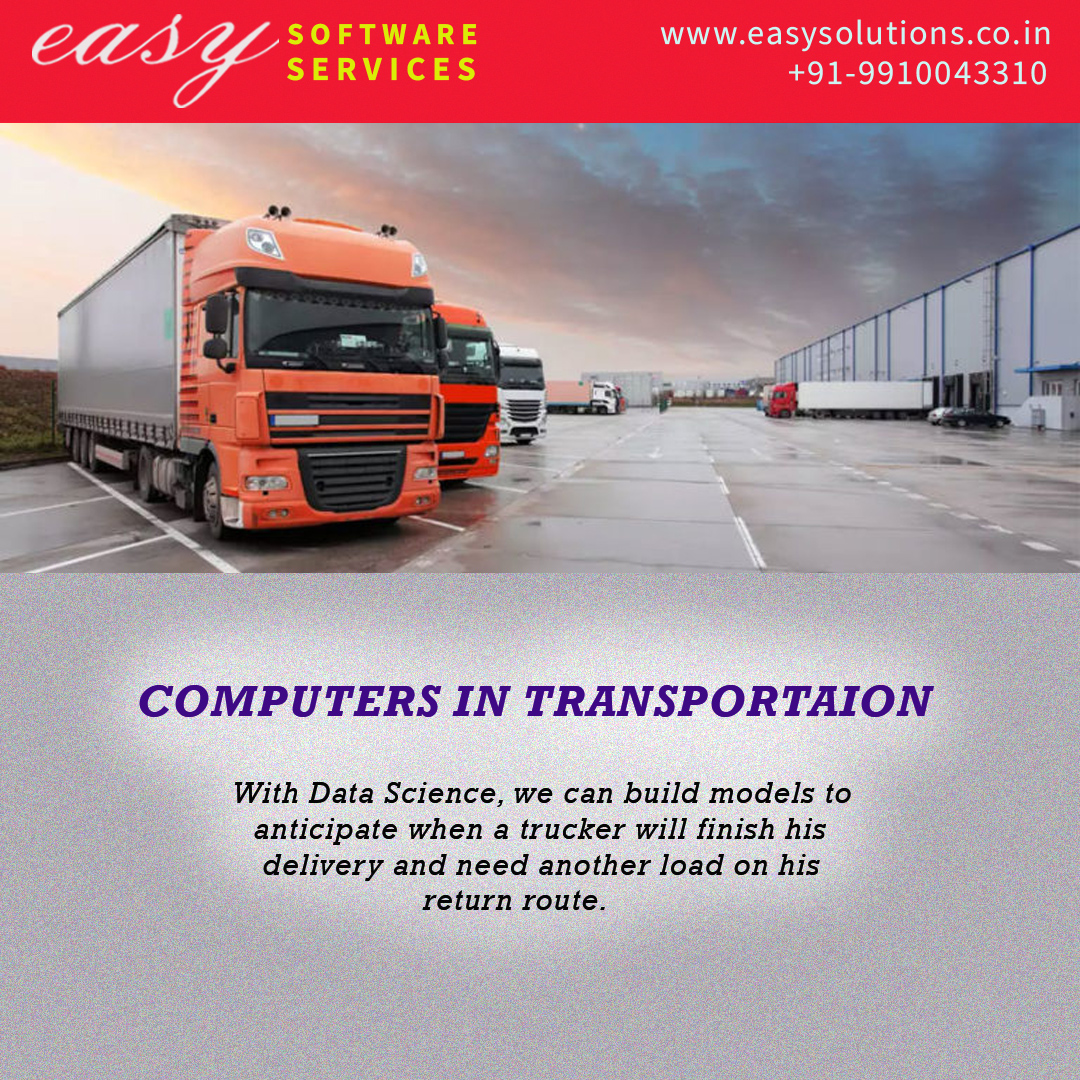 easy SOFTWARE
SERVICES
www.easysolutions.co.in
+91-9910043310
COMPUTERS IN TRANSPORTAION
With Data Science, we can build models to
anticipate when a trucker will finish his
delivery and need another load on his
return route.